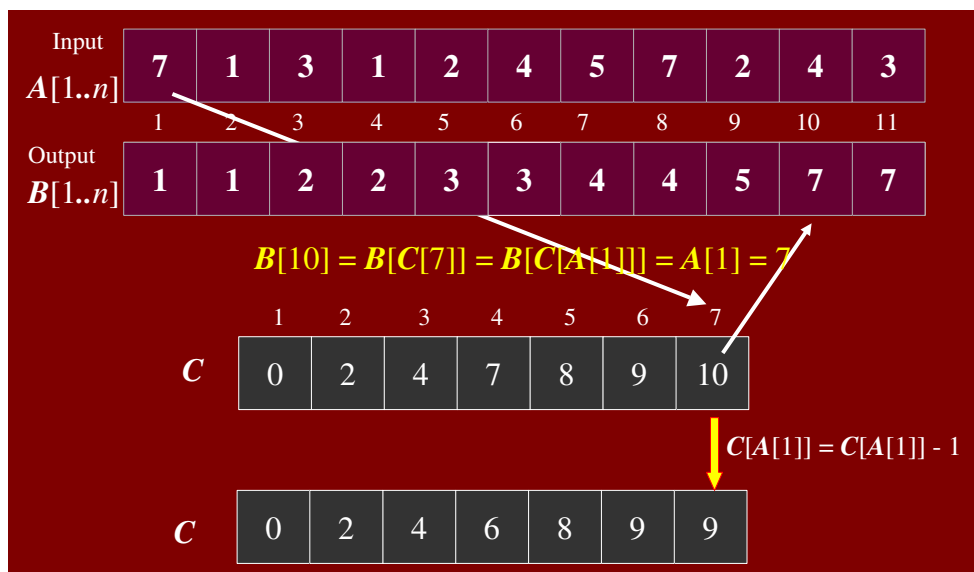 Input
A[1..n]
7 1 3 1 2 4 5 7 2 4 3
1 2 3 4 5 6 7 8 9 10 11
Output
B[1..n]
1 1 2 2 3 3 4 4 5 7 7
B[10] = B[C[7]] = B[C[A[1]]] = A[1] = 7
1 2 3 4 5 6 7
C 0 2 4 7 8 9 10
C[A[1]] = C[A[1]] - 1
C 0 2 4 6 8 9 9